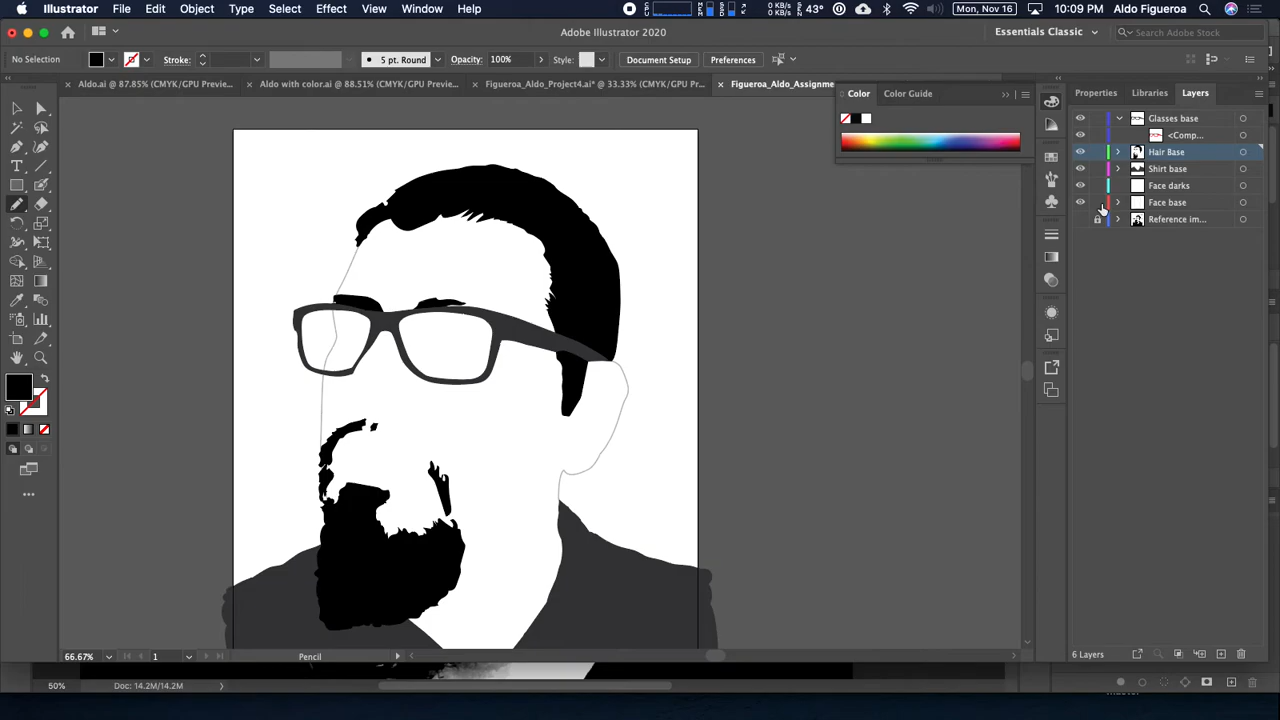 Illustrator File Edit Object Type Select Effect View Window Help
0 KB/s
0 KB/s
43° Mon, Nov 16 10:09 PM Aldo Figueroa
Adobe Illustrator 2020
Essentials Classic
Search Adobe Stock
No Selection Stroke: 5 pt. Round Opacity: 100% Style: Document Setup Preferences
Aldo.ai @ 87.85% (CMYK/GPU Previe...
Aldo with color.ai @ 88.51% (CMYK/GPU Previe...
Figueroa_Aldo_Project4.ai* @ 33.33% (CMYK/GPU Pr...
Figueroa_Aldo_Assignme
Color Color Guide
Properties Libraries Layers
Glasses base
<Comp...
Hair Base
Shirt base
Face darks
Face base
Reference im...
66.67% 1 Pencil
6 Layers
50% Doc: 14.2M/14.2M